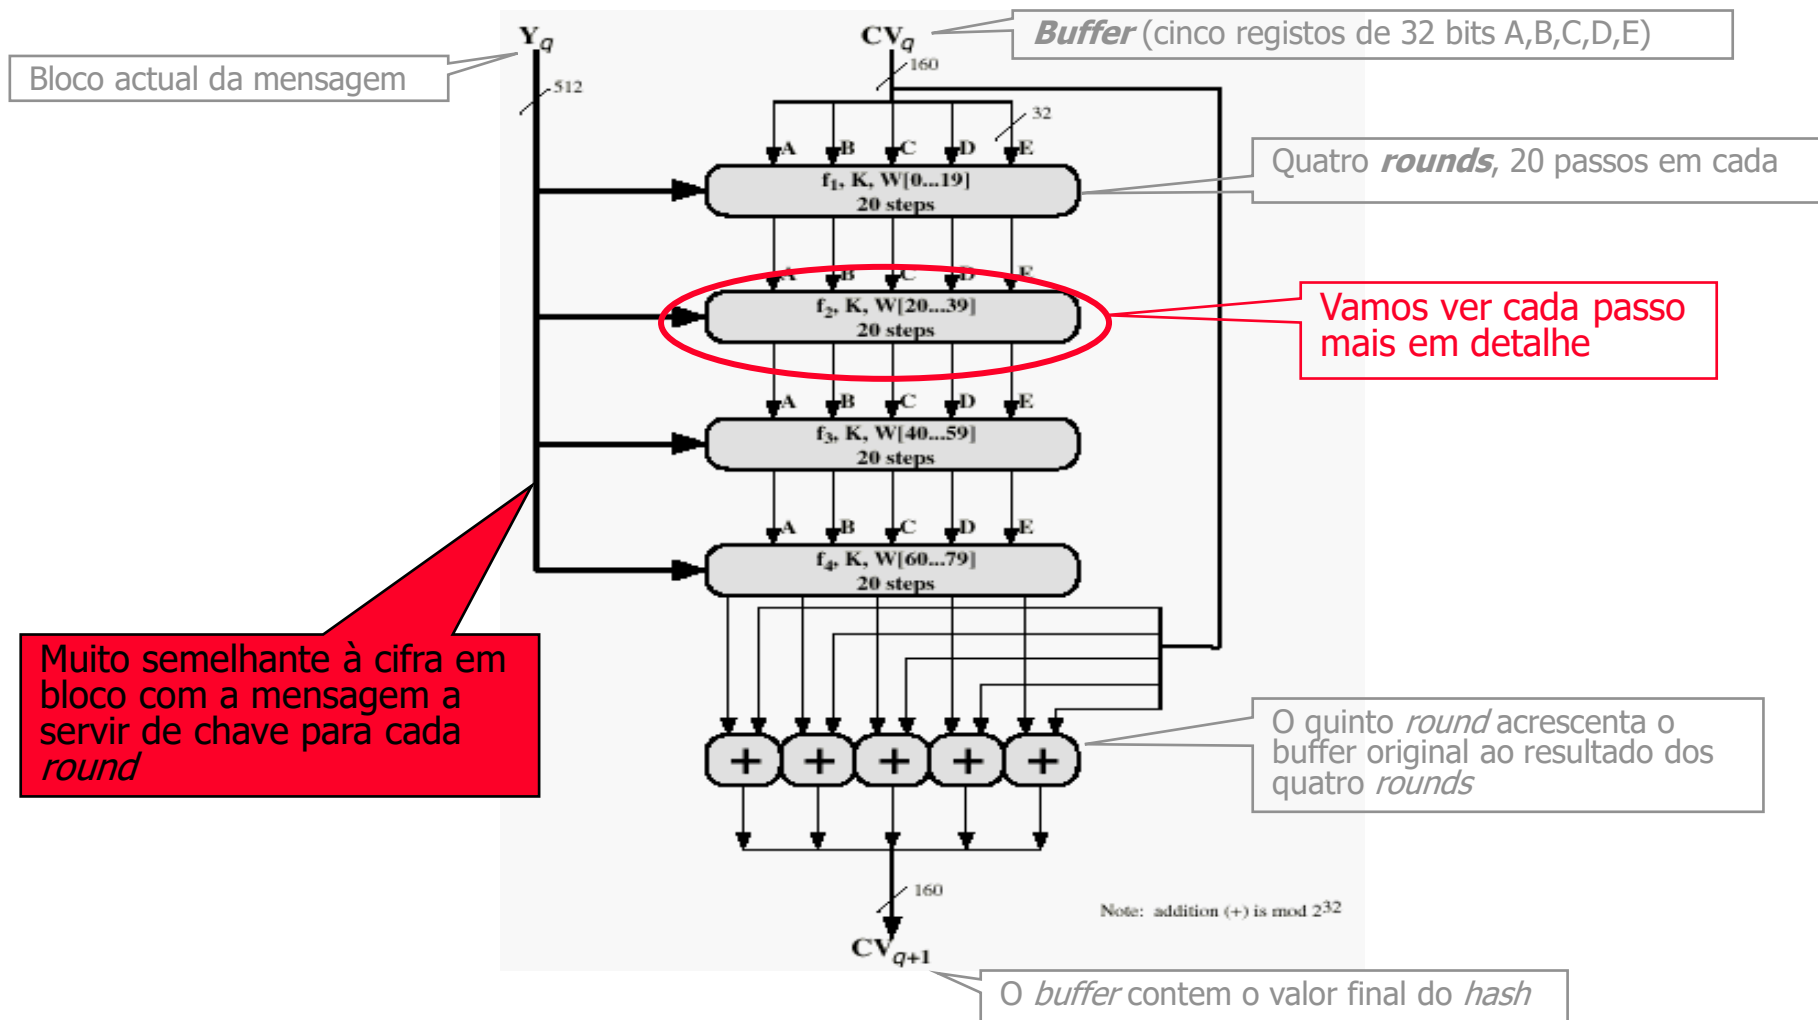 Yq
CVq
Buffer (cinco registos de 32 bits A,B,C,D,E)
Bloco actual da mensagem
512
160
32
A B C D E
Quatro rounds, 20 passos em cada
f1, K, W[0...19]
20 steps
A B C D E
f2, K, W[20...39]
20 steps
Vamos ver cada passo
mais em detalhe
A B C D E
f3, K, W[40...59]
20 steps
A B C D E
f4, K, W[60...79]
20 steps
Muito semelhante à cifra em
bloco com a mensagem a
servir de chave para cada
round
O quinto round acrescenta o
buffer original ao resultado dos
quatro rounds
+ + + + +
160
Note: addition (+) is mod 2^32
CVq+1
O buffer contem o valor final do hash